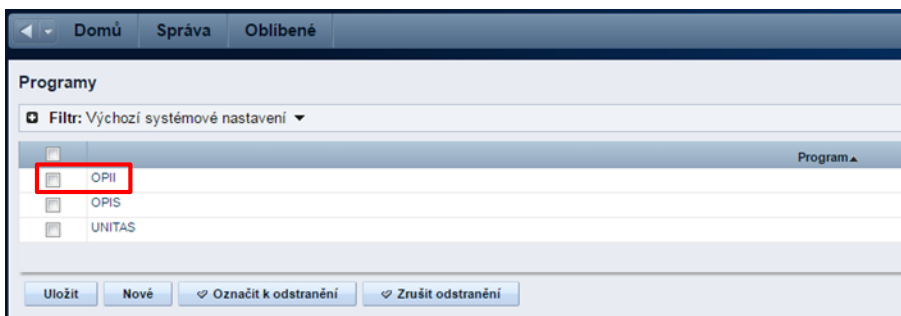 Domů Správa Oblíbené
Programy
Filtr: Výchozí systémové nastavení
Program
OPII
OPIS
UNITAS
Uložit Nové Označit k odstranění Zrušit odstranění